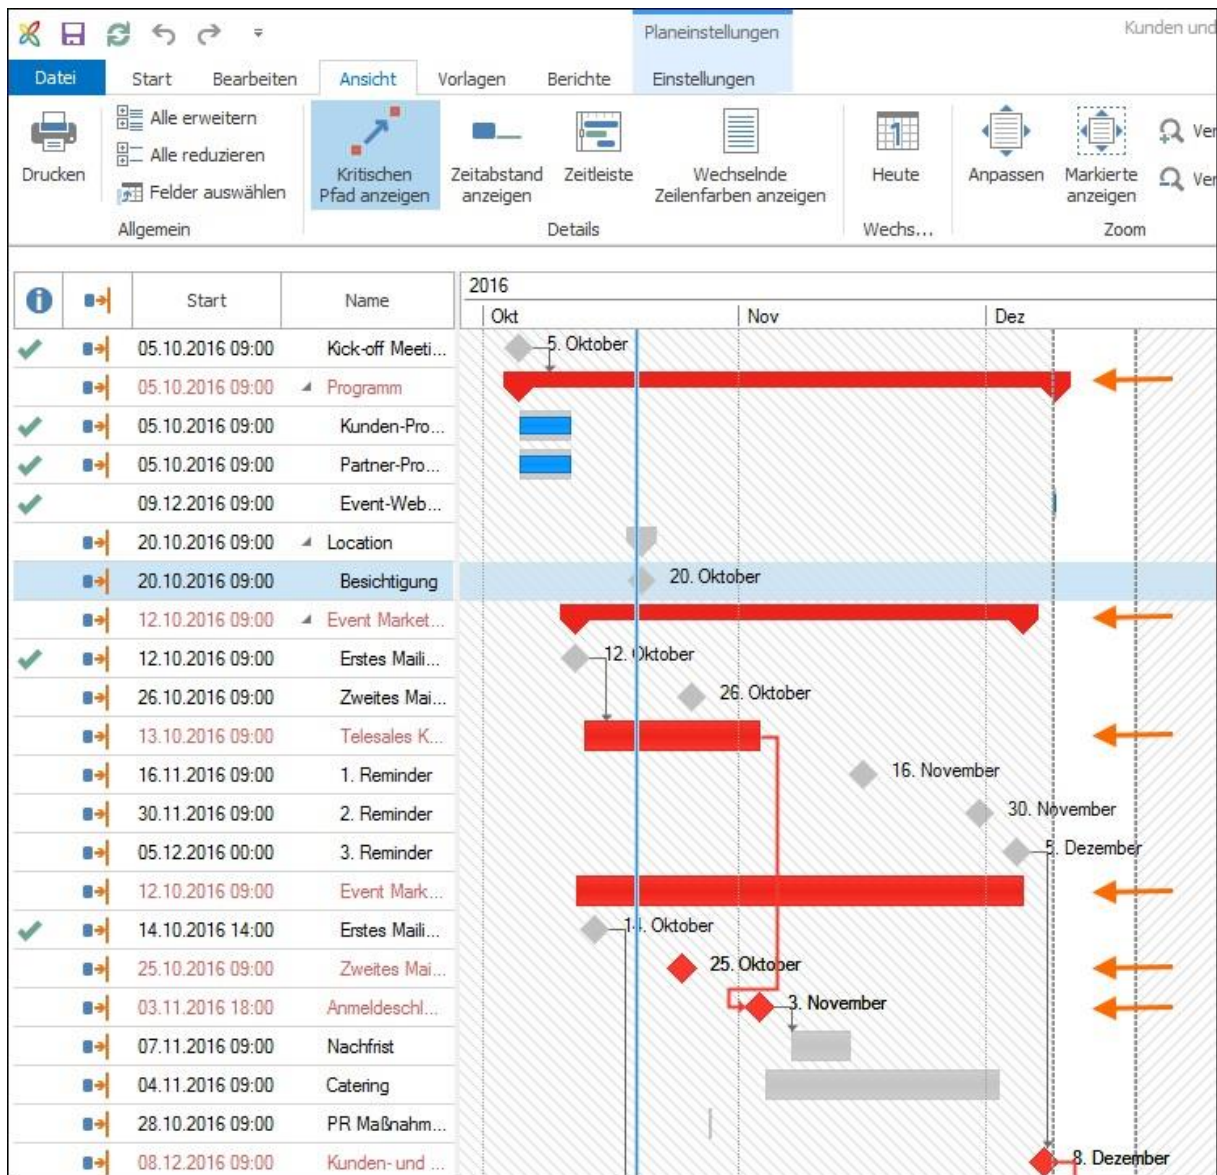 Planeinstellungen
Kunden und
Datei Start Bearbeiten Ansicht Vorlagen Berichte Einstellungen
Drucken
Alle erweitern
Alle reduzieren
Felder auswählen
Kritischen Pfad anzeigen
Zeitabstand anzeigen
Zeitleiste
Wechselnde Zeilenfarben anzeigen
1
Heute
Anpassen
Markierte anzeigen
Ver
Ver
Allgemein Details Wechs... Zoom
Start Name 2016
Okt Nov Dez
05.10.2016 09:00 Kick-off Meeti... 5. Oktober
05.10.2016 09:00 Programm
05.10.2016 09:00 Kunden-Pro...
05.10.2016 09:00 Partner-Pro...
09.12.2016 09:00 Event-Web...
20.10.2016 09:00 Location
20.10.2016 09:00 Besichtigung 20. Oktober
12.10.2016 09:00 Event Market...
12.10.2016 09:00 Erstes Maili... 12. Oktober
26.10.2016 09:00 Zweites Mai... 26. Oktober
13.10.2016 09:00 Telesales K...
16.11.2016 09:00 1. Reminder 16. November
30.11.2016 09:00 2. Reminder 30. November
05.12.2016 00:00 3. Reminder 5. Dezember
12.10.2016 09:00 Event Mark...
14.10.2016 14:00 Erstes Maili... 14. Oktober
25.10.2016 09:00 Zweites Mai... 25. Oktober
03.11.2016 18:00 Anmeldeschl... 3. November
07.11.2016 09:00 Nachfrist
04.11.2016 09:00 Catering
28.10.2016 09:00 PR Maßnahm...
08.12.2016 09:00 Kunden- und ... 8. Dezember